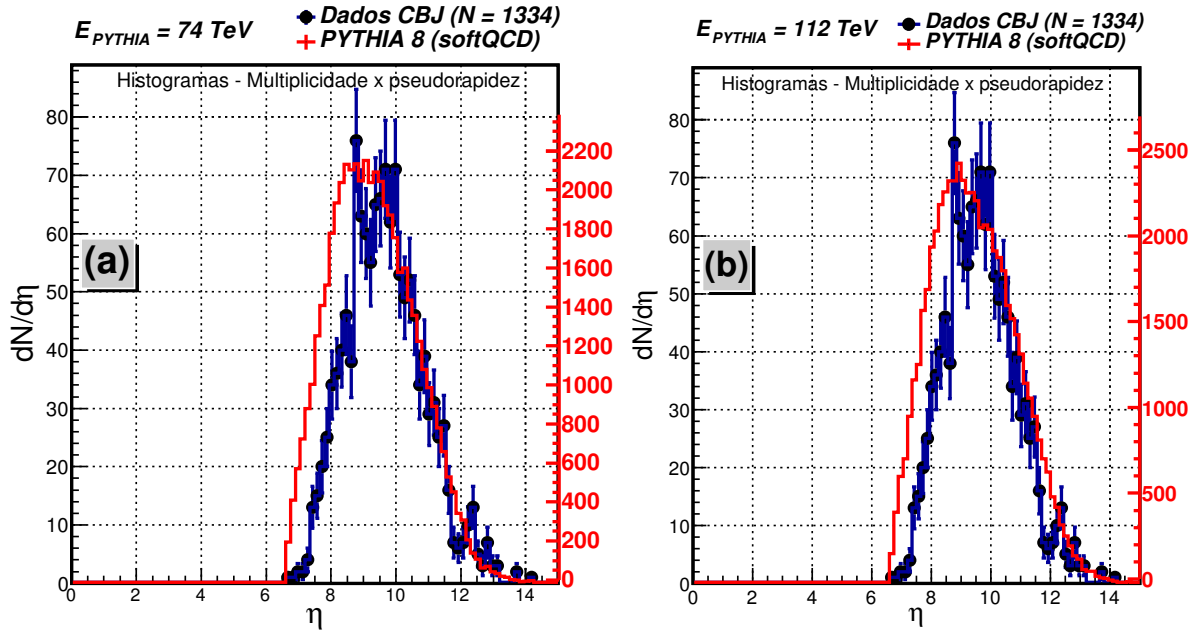 E_PYTHIA = 74 TeV
Dados CBJ (N = 1334)
PYTHIA 8 (softQCD)
Histogramas - Multiplicidade x pseudorapidez
(a)
dN/dη
80
70
60
50
40
30
20
10
0
0 2 4 6 8 10 12 14
η
2200
2000
1800
1600
1400
1200
1000
800
600
400
200
0
E_PYTHIA = 112 TeV
Dados CBJ (N = 1334)
PYTHIA 8 (softQCD)
Histogramas - Multiplicidade x pseudorapidez
(b)
dN/dη
80
70
60
50
40
30
20
10
0
0 2 4 6 8 10 12 14
η
2500
2000
1500
1000
500
0